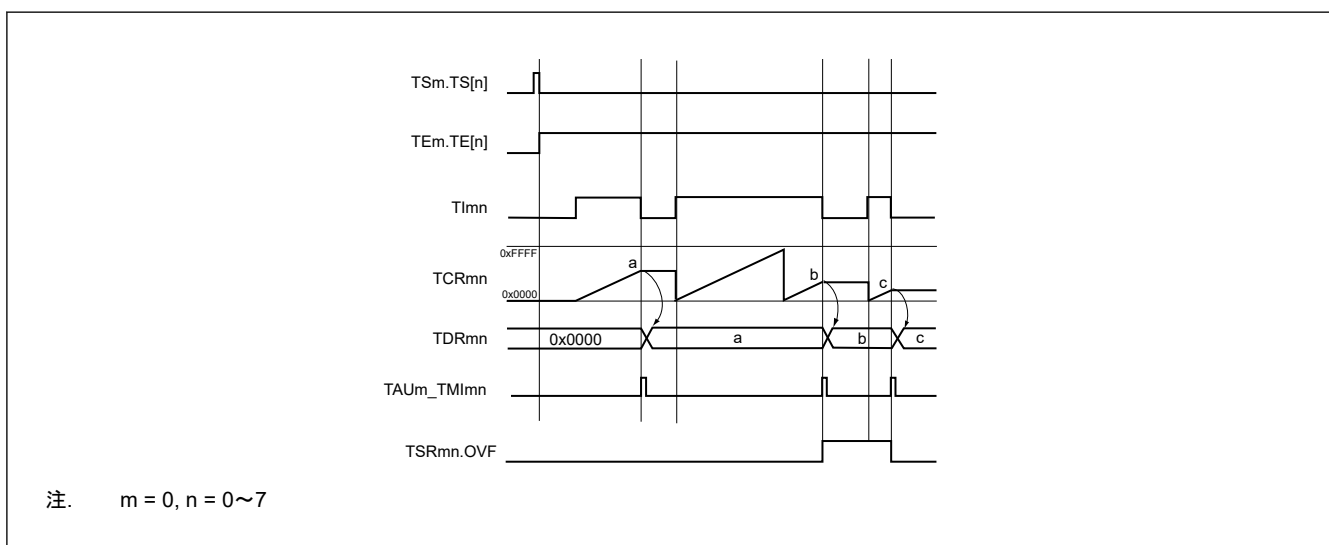 TSm.TS[n]
TEm.TE[n]
TImn
0xFFFF
TCRmn
a
b
c
0x0000
TDRmn
0x0000
a
b
c
TAUm_TMImn
TSRmn.OVF
注. m = 0, n = 0～7